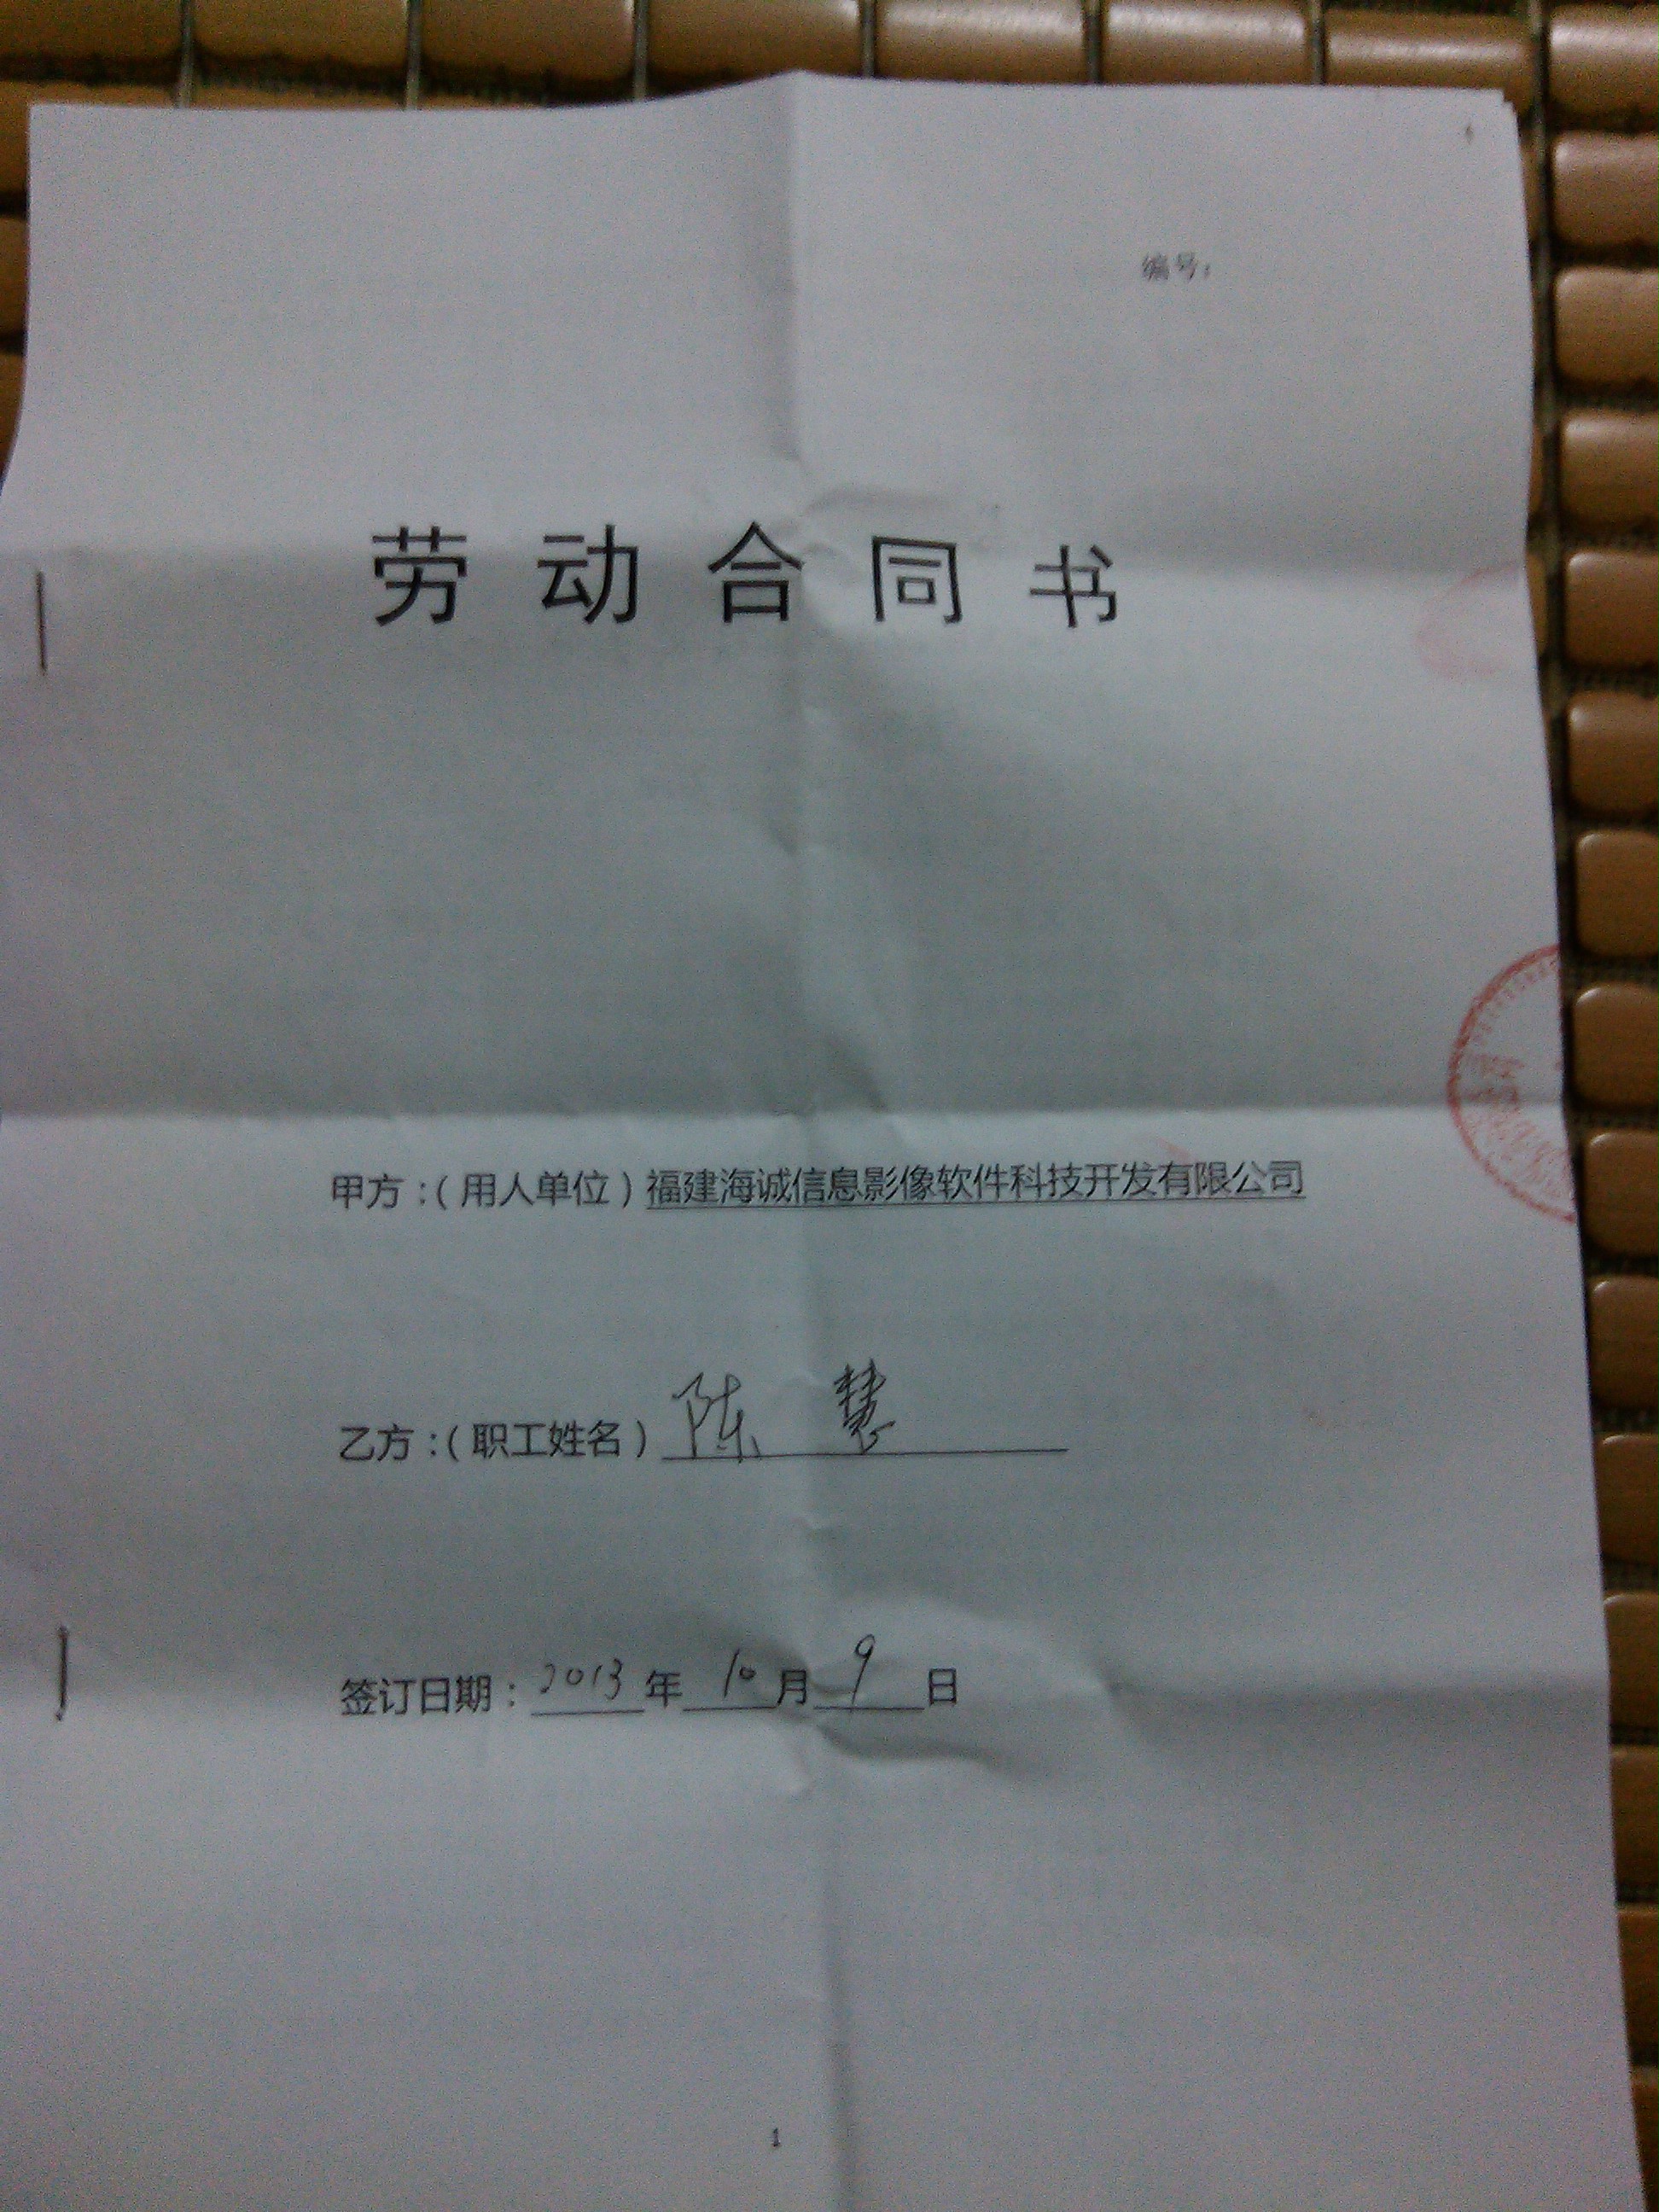 编号:
劳动合同书
甲方:(用人单位)福建海诚信息影像软件科技开发有限公司
乙方:(职工姓名)陈慧
签订日期:2013年10月9日
1